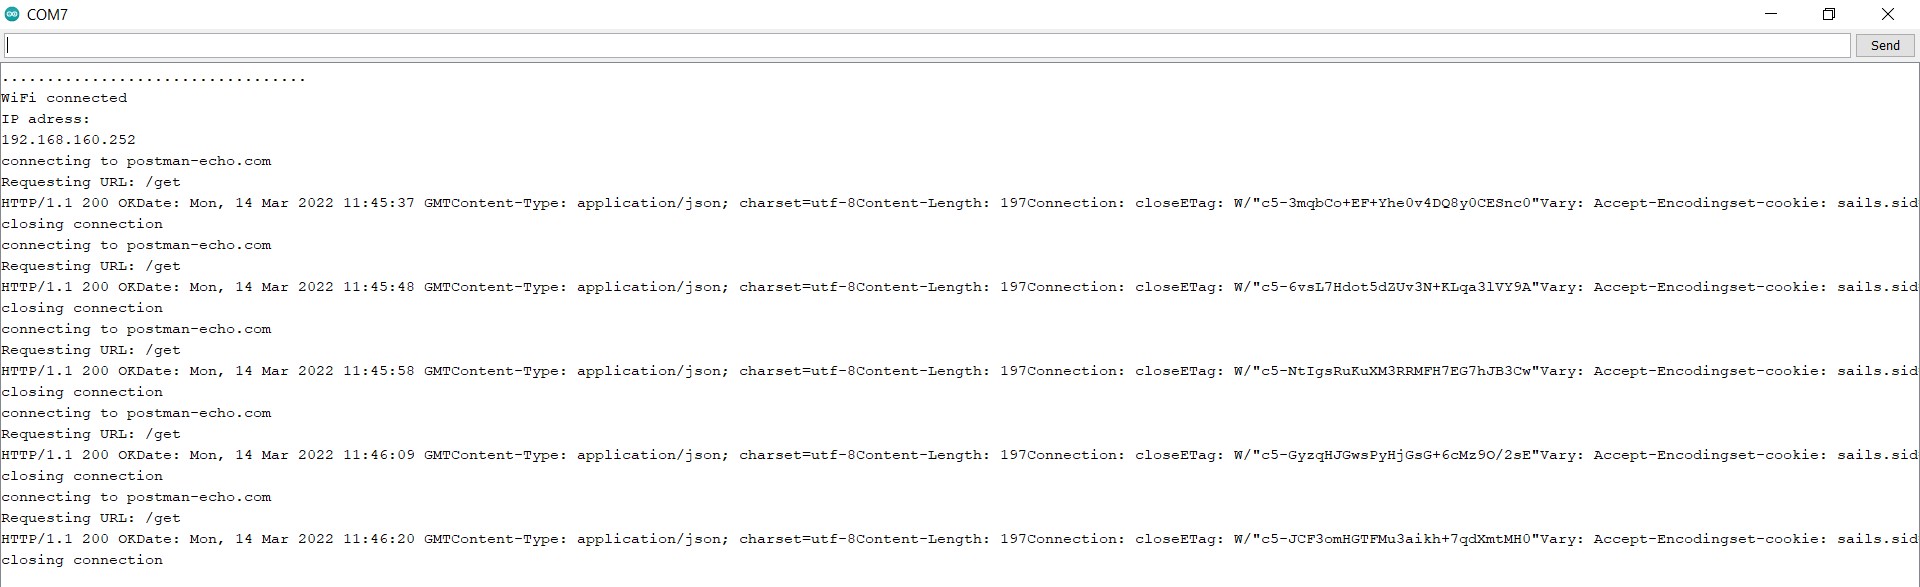 COM7
Send
..................................
WiFi connected
IP adress:
192.168.160.252
connecting to postman-echo.com
Requesting URL: /get
HTTP/1.1 200 OKDate: Mon, 14 Mar 2022 11:45:37 GMTContent-Type: application/json; charset=utf-8Content-Length: 197Connection: closeETag: W/"c5-3mqbCo+EF+Yhe0v4DQ8y0CESnc0"Vary: Accept-Encodingset-cookie: sails.sid
closing connection
connecting to postman-echo.com
Requesting URL: /get
HTTP/1.1 200 OKDate: Mon, 14 Mar 2022 11:45:48 GMTContent-Type: application/json; charset=utf-8Content-Length: 197Connection: closeETag: W/"c5-6vsL7Hdot5dZUv3N+KLqa3lVY9A"Vary: Accept-Encodingset-cookie: sails.sid
closing connection
connecting to postman-echo.com
Requesting URL: /get
HTTP/1.1 200 OKDate: Mon, 14 Mar 2022 11:45:58 GMTContent-Type: application/json; charset=utf-8Content-Length: 197Connection: closeETag: W/"c5-NtIgsRuKuXM3RRMFH7EG7hJB3Cw"Vary: Accept-Encodingset-cookie: sails.sid
closing connection
connecting to postman-echo.com
Requesting URL: /get
HTTP/1.1 200 OKDate: Mon, 14 Mar 2022 11:46:09 GMTContent-Type: application/json; charset=utf-8Content-Length: 197Connection: closeETag: W/"c5-GyzqHJGwsPyHjGsG+6cMz9O/2sE"Vary: Accept-Encodingset-cookie: sails.sid
closing connection
connecting to postman-echo.com
Requesting URL: /get
HTTP/1.1 200 OKDate: Mon, 14 Mar 2022 11:46:20 GMTContent-Type: application/json; charset=utf-8Content-Length: 197Connection: closeETag: W/"c5-JCF3omHGTFMu3aikh+7qdXmtMH0"Vary: Accept-Encodingset-cookie: sails.sid
closing connection